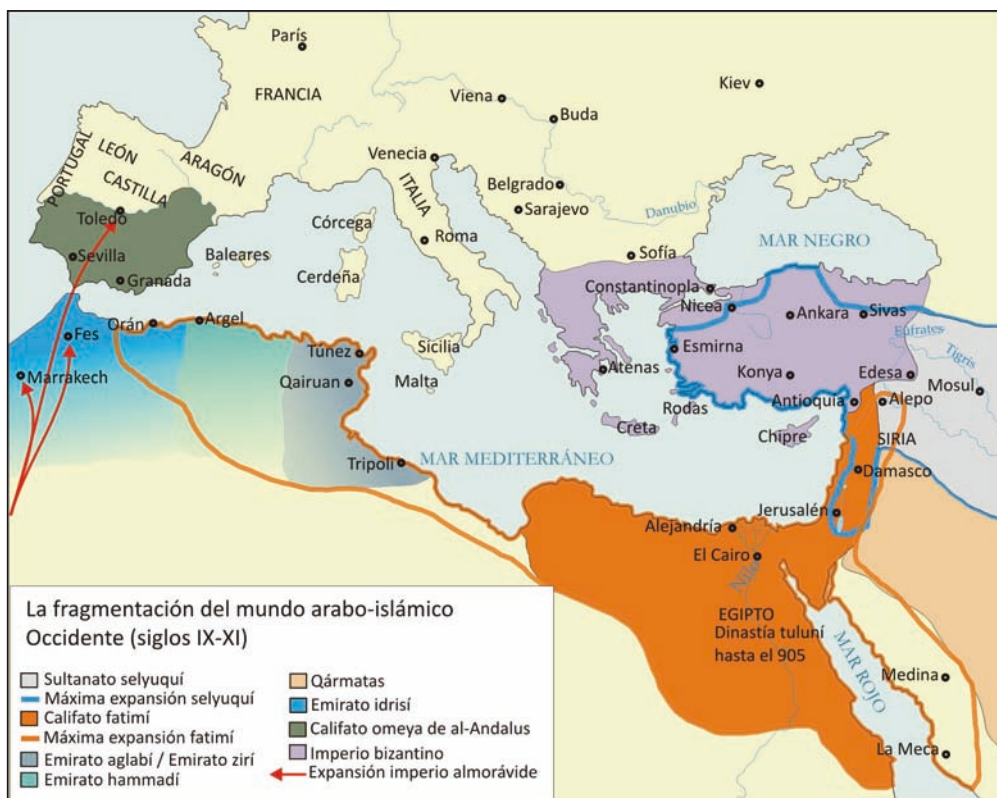 París
Kiev
FRANCIA
Viena
Buda
PORTUGAL
LEÓN
CASTILLA
ARAGÓN
Venecia
ITALIA
Belgrado
Sarajevo
Danubio
Toledo
Córcega
Roma
Sofía
MAR NEGRO
Sevilla
Baleares
Cerdeña
Constantinopla
Granada
Nicea
Ankara
Sivas
Orán
Argel
Eúfrates
Fes
Túnez
Sicilia
Esmirna
Tigris
Marrakech
Qairuan
Malta
Atenas
Konya
Edesa
Mosul
Rodas
Antioquia
Alepo
Creta
Chipre
SIRIA
Tripoli
MAR MEDITERRÁNEO
Damasco
Jerusalén
Alejandría
El Cairo
Nilo
EGIPTO
Dinastía tuluní
hasta el 905
MAR ROJO
Medina
La Meca
La fragmentación del mundo arabo-islámico
Occidente (siglos IX-XI)
Sultanato selyuquí
Máxima expansión selyuquí
Califato fatimí
Máxima expansión fatimí
Emirato aglabí / Emirato zirí
Emirato hammadí
Qármatas
Emirato idrisí
Califato omeya de al-Andalus
Imperio bizantino
Expansión imperio almorávide